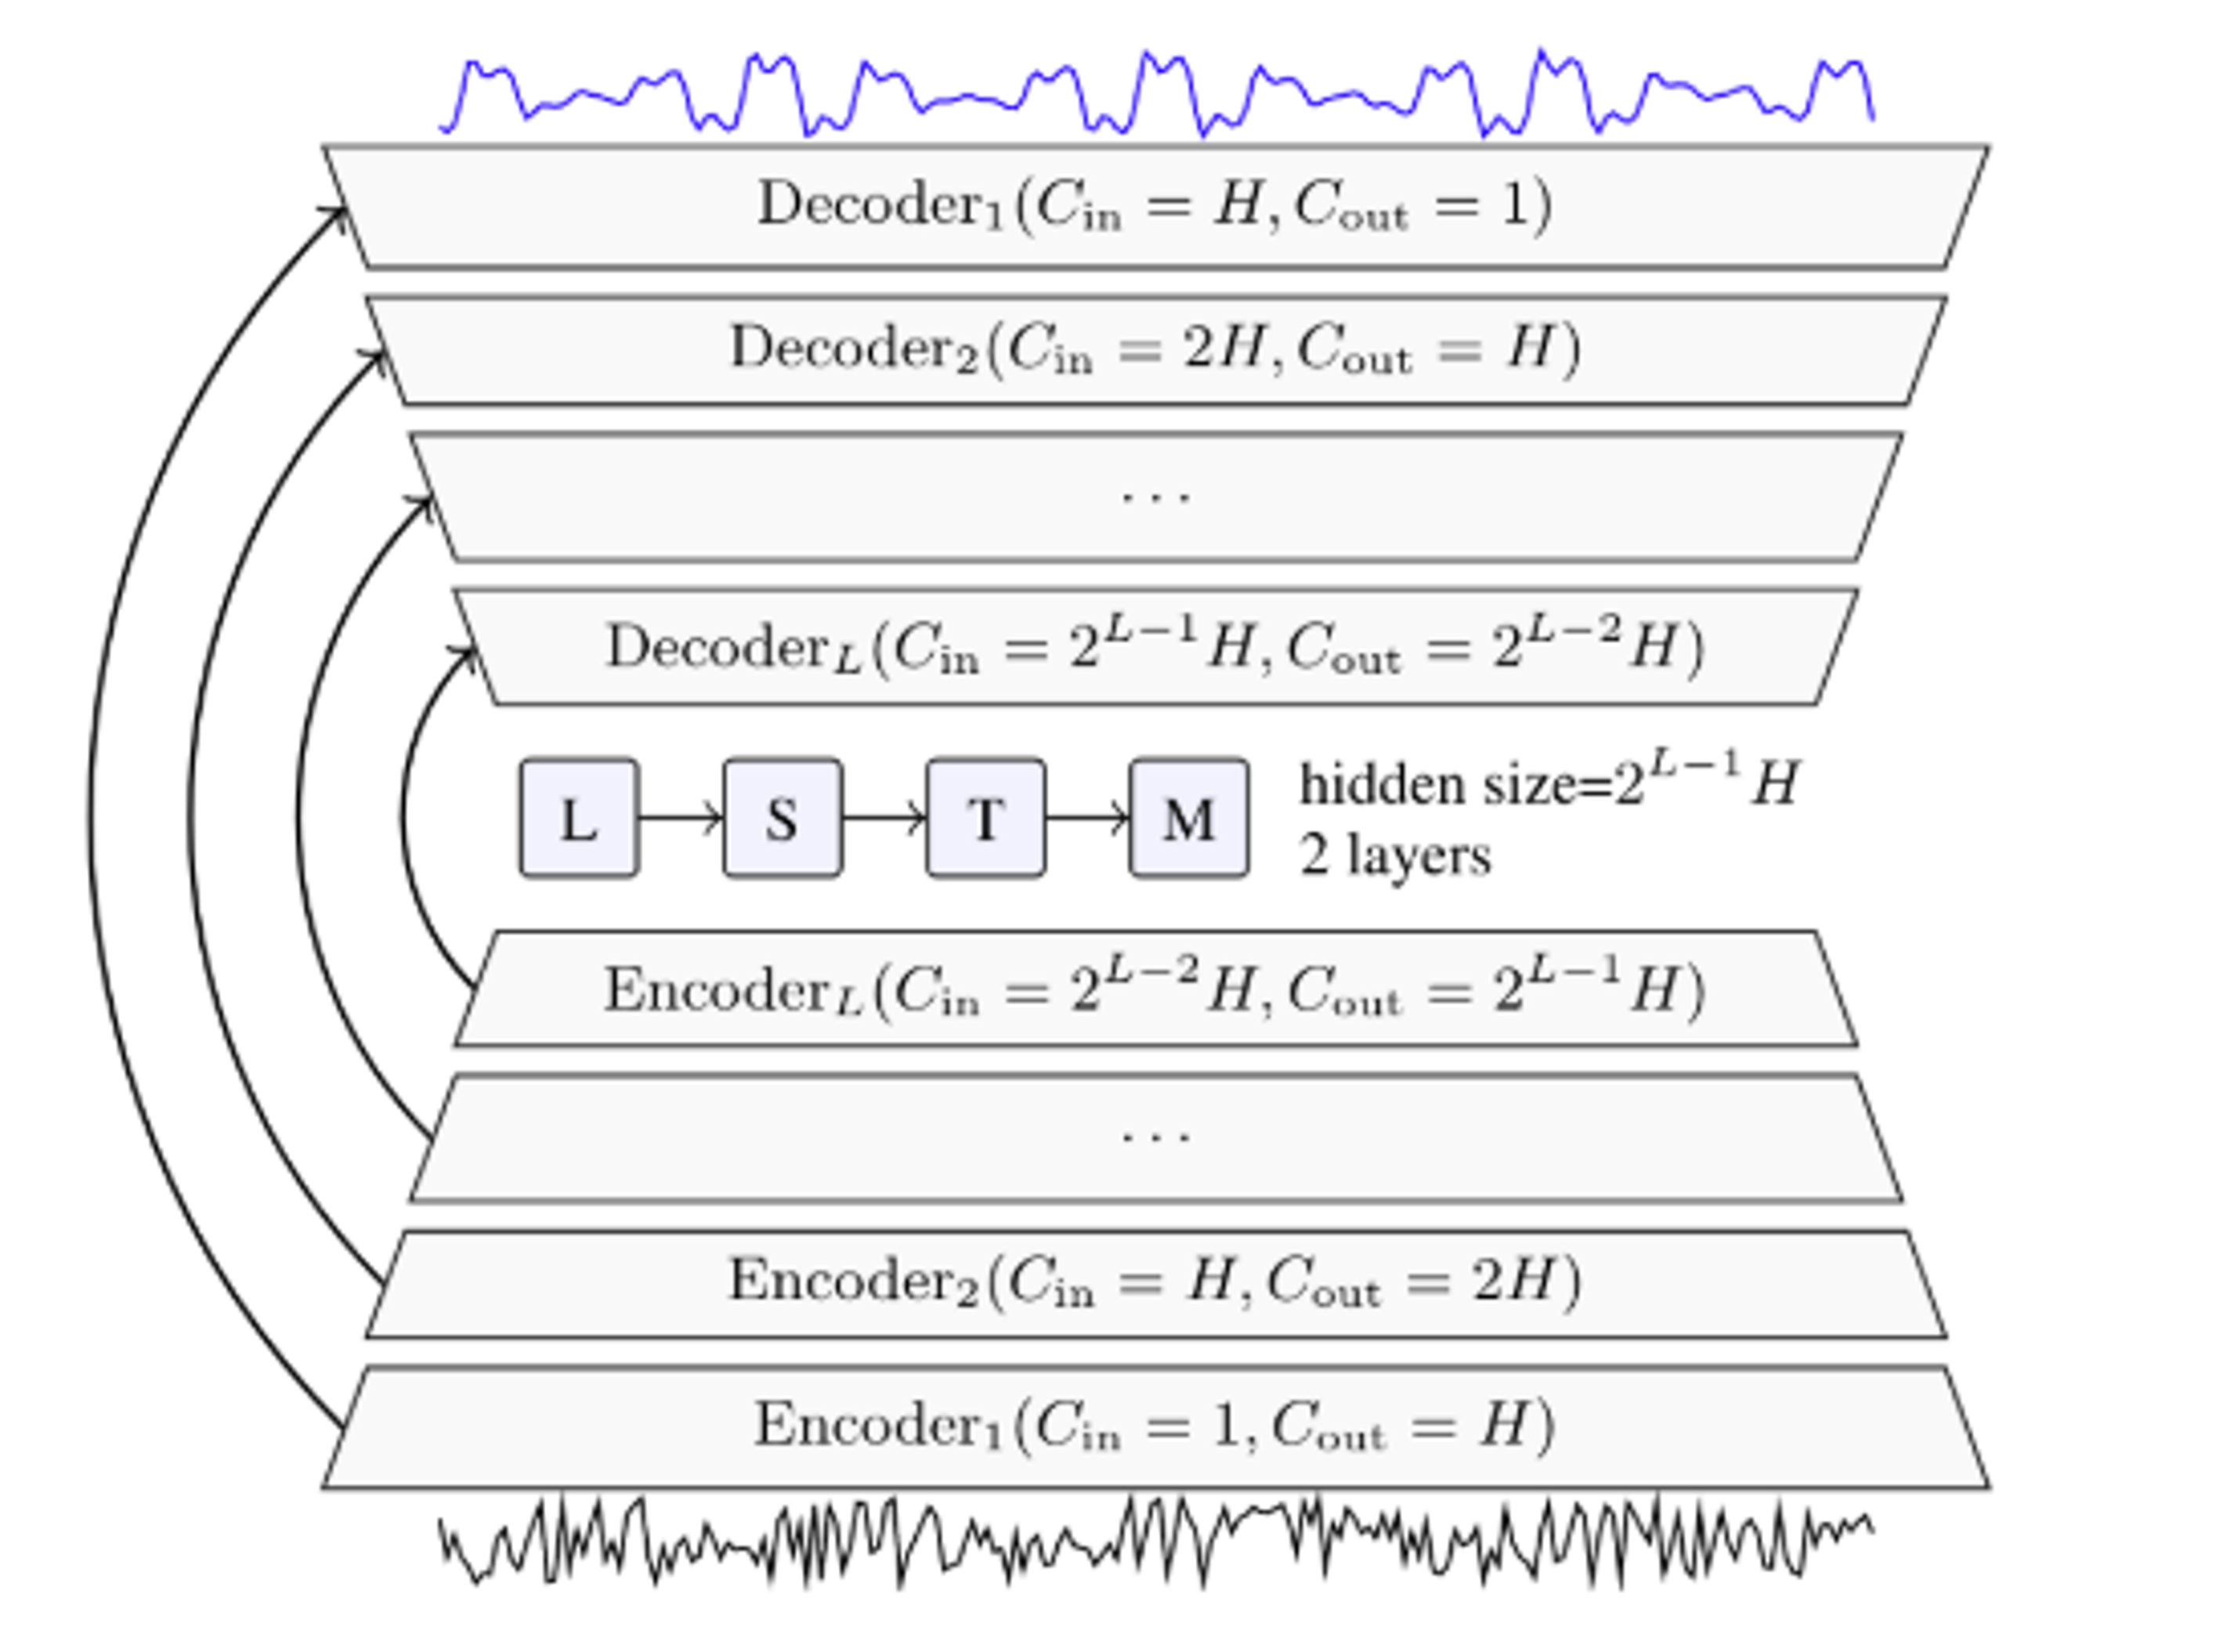 Decoder₁(C_in = H, C_out = 1)
Decoder₂(C_in = 2H, C_out = H)
...
Decoder_L(C_in = 2^{L−1}H, C_out = 2^{L−2}H)
L S T M
hidden size=2^{L−1}H
2 layers
Encoder_L(C_in = 2^{L−2}H, C_out = 2^{L−1}H)
...
Encoder₂(C_in = H, C_out = 2H)
Encoder₁(C_in = 1, C_out = H)